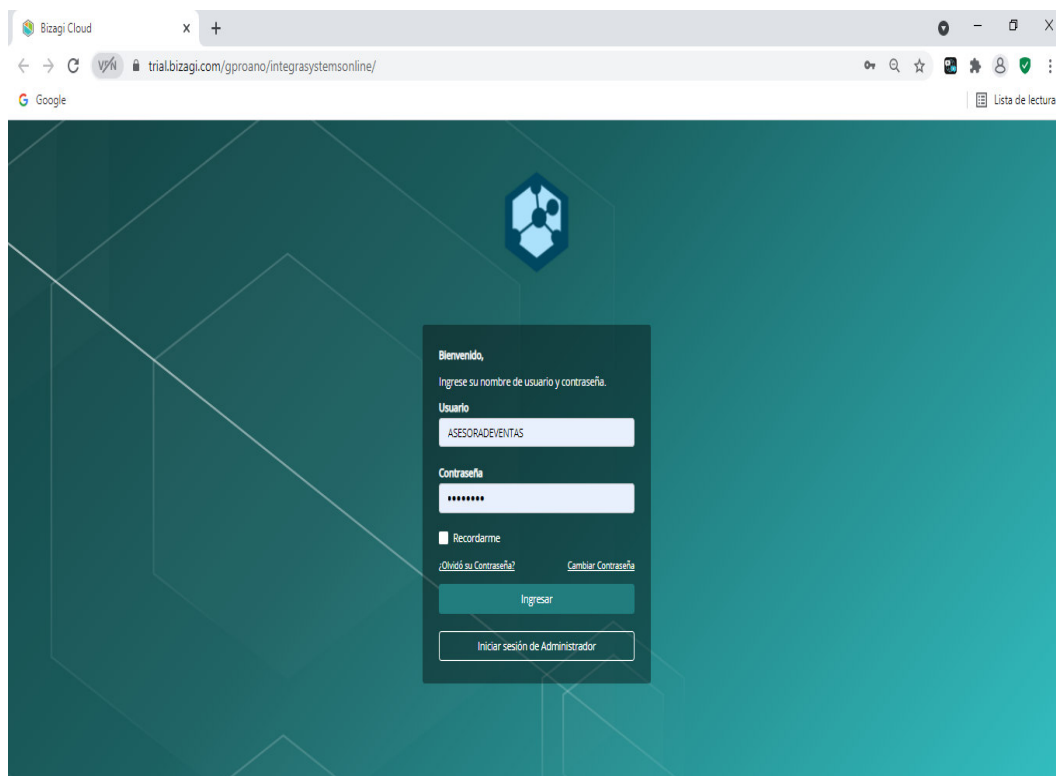 Bizagi Cloud
trial.bizagi.com/gproano/integrasystemsonline/
Google
Lista de lectura
Bienvenido,
Ingrese su nombre de usuario y contraseña.
Usuario
ASESORADEVENTAS
Contraseña
••••••••
Recordarme
¿Olvidó su Contraseña? Cambiar Contraseña
Ingresar
Iniciar sesión de Administrador